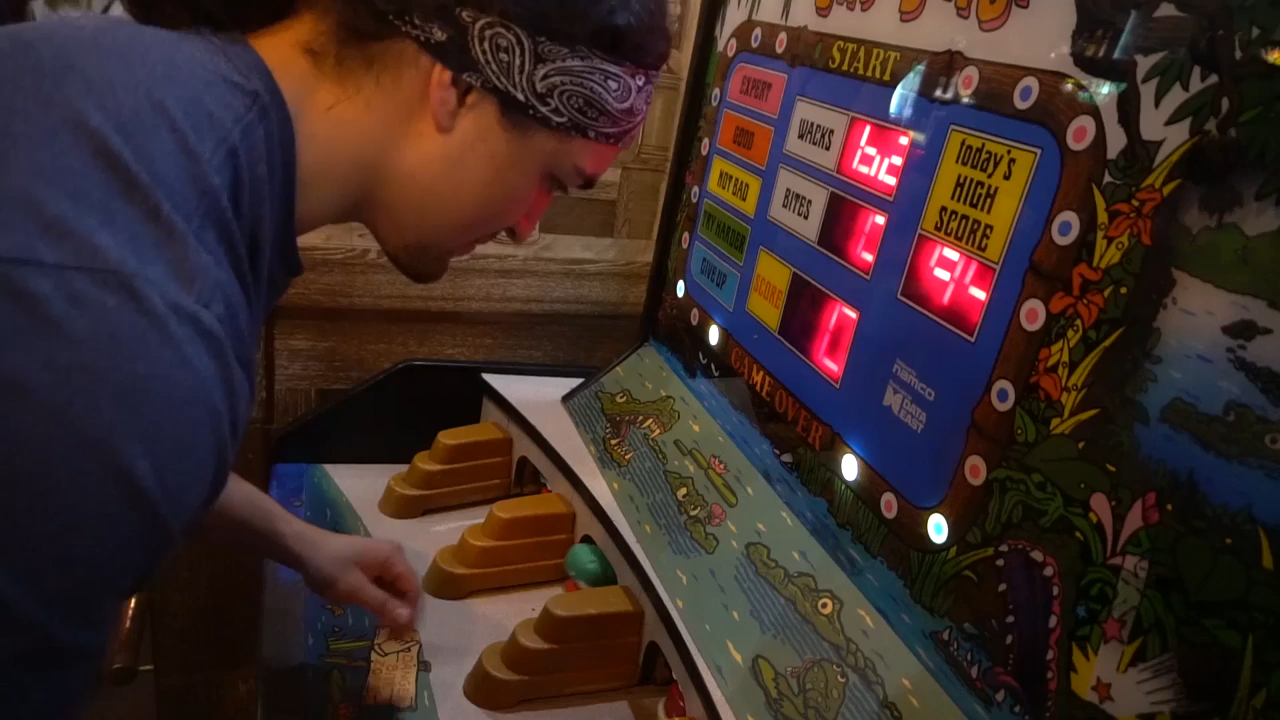 START
EXPERT
GOOD
NOT BAD
TRY HARDER
GIVE UP
WACKS
BITES
SCORE
today's
HIGH
SCORE
GAME OVER
namco
DATA
EAST